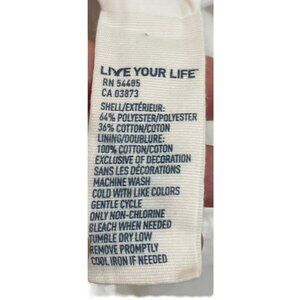 LIVE YOUR LIFE™
RN 54485
CA 03873
SHELL/EXTÉRIEUR:
64% POLYESTER/POLYESTER
36% COTTON/COTON
LINING/DOUBLURE:
100% COTTON/COTON
EXCLUSIVE OF DECORATION
SANS LES DÉCORATIONS
MACHINE WASH
COLD WITH LIKE COLORS
GENTLE CYCLE
ONLY NON-CHLORINE
BLEACH WHEN NEEDED
TUMBLE DRY LOW
REMOVE PROMPTLY
COOL IRON IF NEEDED